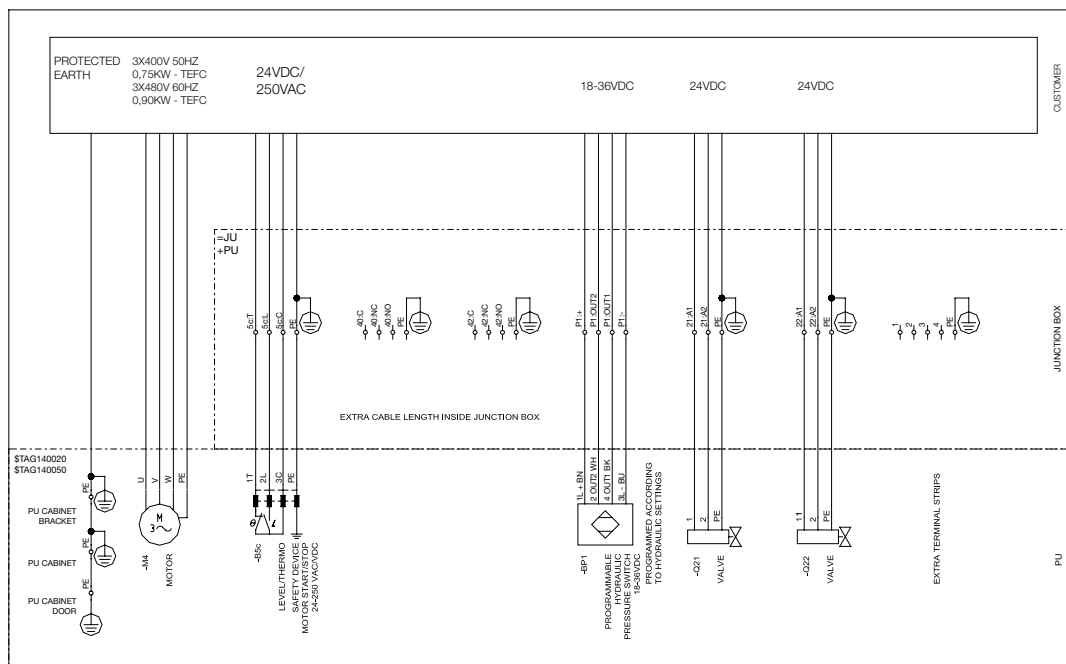 PROTECTED
EARTH
3X400V 50HZ
0,75KW - TEFC
3X480V 60HZ
0,90KW - TEFC
24VDC/
250VAC
18-36VDC
24VDC
24VDC
CUSTOMER
=JU
+PU
5c:T
5c:L
5c:C
PE
40:C
40:NC
40:NO
PE
42:C
42:NC
42:NO
PE
P1:+
P1:OUT2
P1:OUT1
P1:-
21:A1
21:A2
PE
22:A1
22:A2
PE
1
2
3
4
PE
JUNCTION BOX
EXTRA CABLE LENGTH INSIDE JUNCTION BOX
$TAG140020
$TAG140050
PE
PU CABINET
BRACKET
PE
PU CABINET
PE
PU CABINET
DOOR
U
V
W
PE
M
3
-M4
MOTOR
1T
2L
3C
PE
-B5c
LEVEL/THERMO
SAFETY DEVICE
MOTOR START/STOP
24-250 VAC/VDC
1L + BN
2 OUT2 WH
4 OUT1 BK
3L - BU
-BP1
PROGRAMMABLE
HYDRAULIC
PRESSURE SWITCH
18-36VDC
PROGRAMMED ACCORDING
TO HYDRAULIC SETTINGS
1
2
PE
-Q21
VALVE
11
2
PE
-Q22
VALVE
EXTRA TERMINAL STRIPS
PU